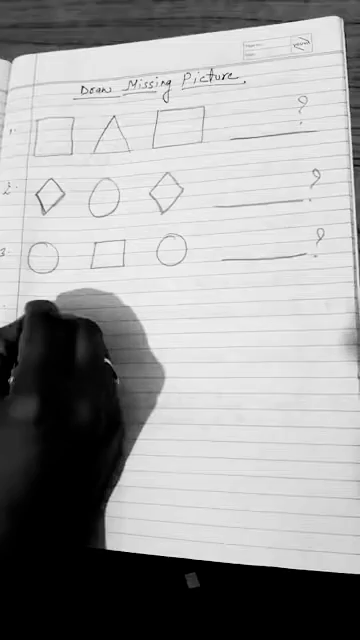 Draw Missing Picture.
1. ?
2. ?
3. ?